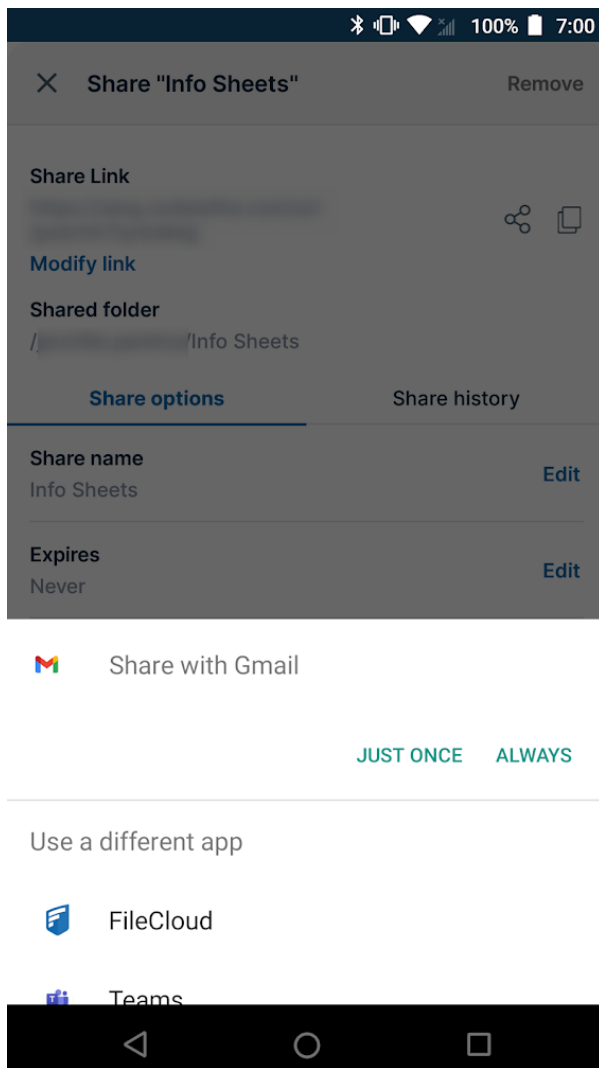 100% 7:00
Share "Info Sheets" Remove
Share Link
Modify link
Shared folder
/ /Info Sheets
Share options Share history
Share name
Info Sheets
Edit
Expires
Never
Edit
Share with Gmail
JUST ONCE ALWAYS
Use a different app
FileCloud
Teams